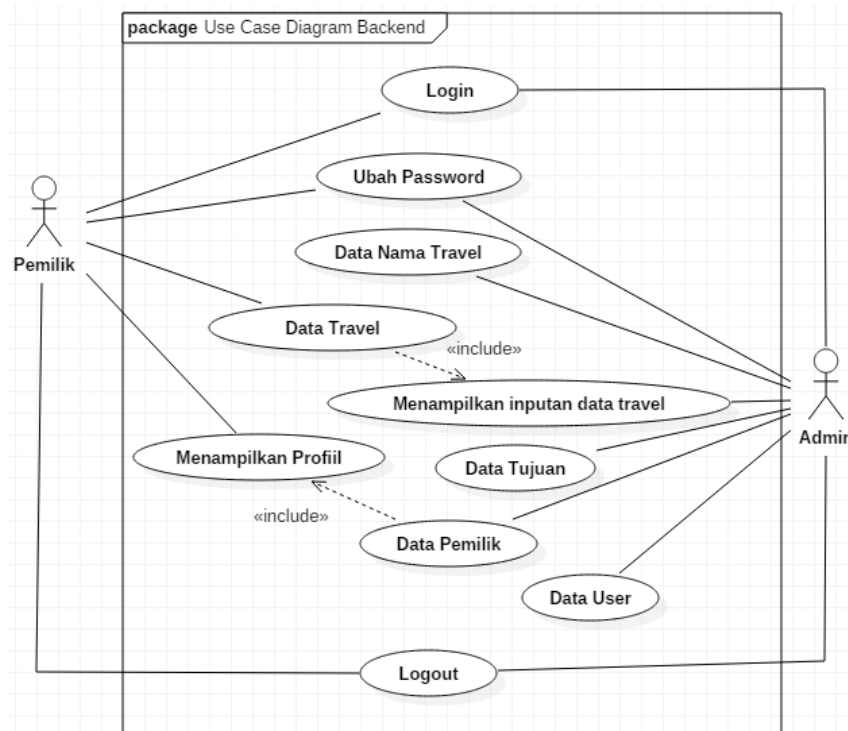 package Use Case Diagram Backend
Login
Ubah Password
Pemilik
Data Nama Travel
Data Travel
«include»
Menampilkan inputan data travel
Admin
Menampilkan Profiil
Data Tujuan
«include»
Data Pemilik
Data User
Logout